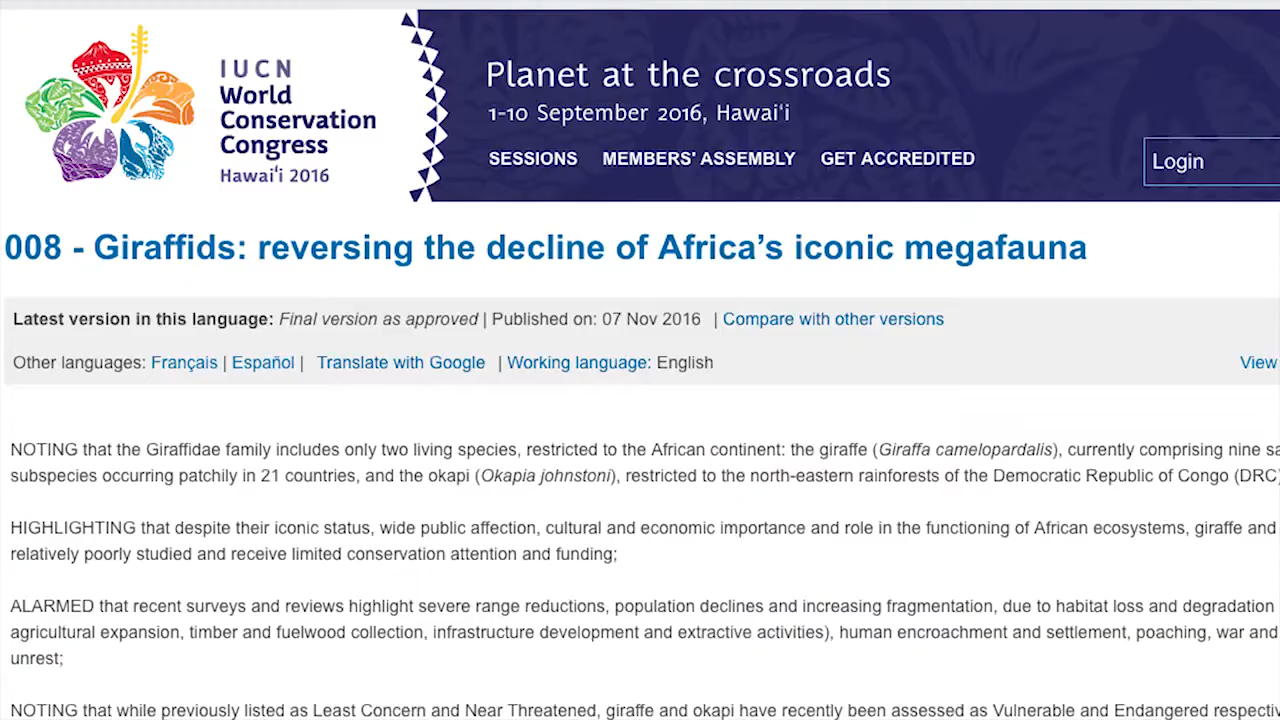 IUCN
World
Conservation
Congress
Hawaiʻi 2016
Planet at the crossroads
1-10 September 2016, Hawaiʻi
SESSIONS MEMBERS' ASSEMBLY GET ACCREDITED
Login
008 - Giraffids: reversing the decline of Africa’s iconic megafauna
Latest version in this language: Final version as approved | Published on: 07 Nov 2016 | Compare with other versions
Other languages: Français | Español | Translate with Google | Working language: English
View
NOTING that the Giraffidae family includes only two living species, restricted to the African continent: the giraffe (Giraffa camelopardalis), currently comprising nine
subspecies occurring patchily in 21 countries, and the okapi (Okapia johnstoni), restricted to the north-eastern rainforests of the Democratic Republic of Congo (DRC)
HIGHLIGHTING that despite their iconic status, wide public affection, cultural and economic importance and role in the functioning of African ecosystems, giraffe and
relatively poorly studied and receive limited conservation attention and funding;
ALARMED that recent surveys and reviews highlight severe range reductions, population declines and increasing fragmentation, due to habitat loss and degradation
agricultural expansion, timber and fuelwood collection, infrastructure development and extractive activities), human encroachment and settlement, poaching, war and
unrest;
NOTING that while previously listed as Least Concern and Near Threatened, giraffe and okapi have recently been assessed as Vulnerable and Endangered